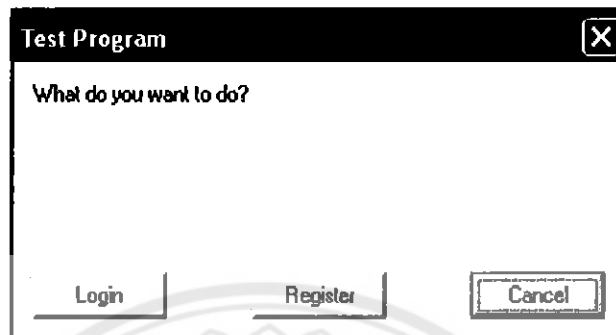 Test Program
What do you want to do?
Login
Register
Cancel